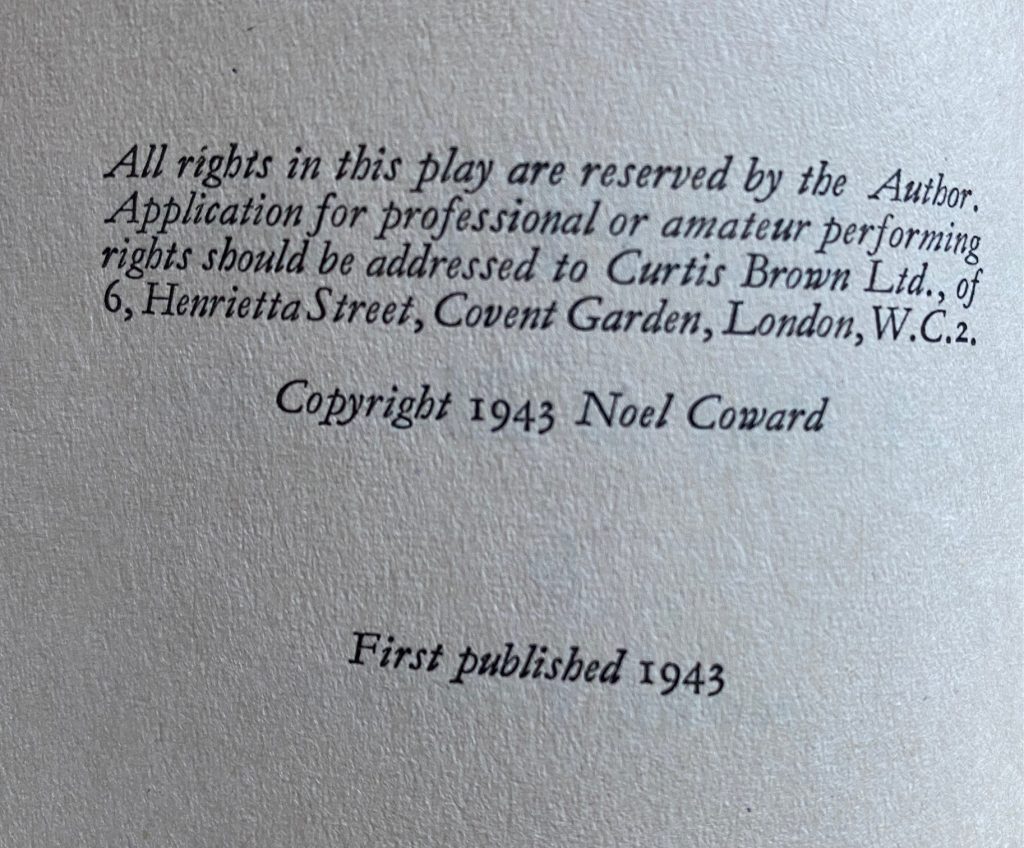 All rights in this play are reserved by the Author.
Application for professional or amateur performing
rights should be addressed to Curtis Brown Ltd., of
6, Henrietta Street, Covent Garden, London, W.C.2.
Copyright 1943 Noel Coward
First published 1943